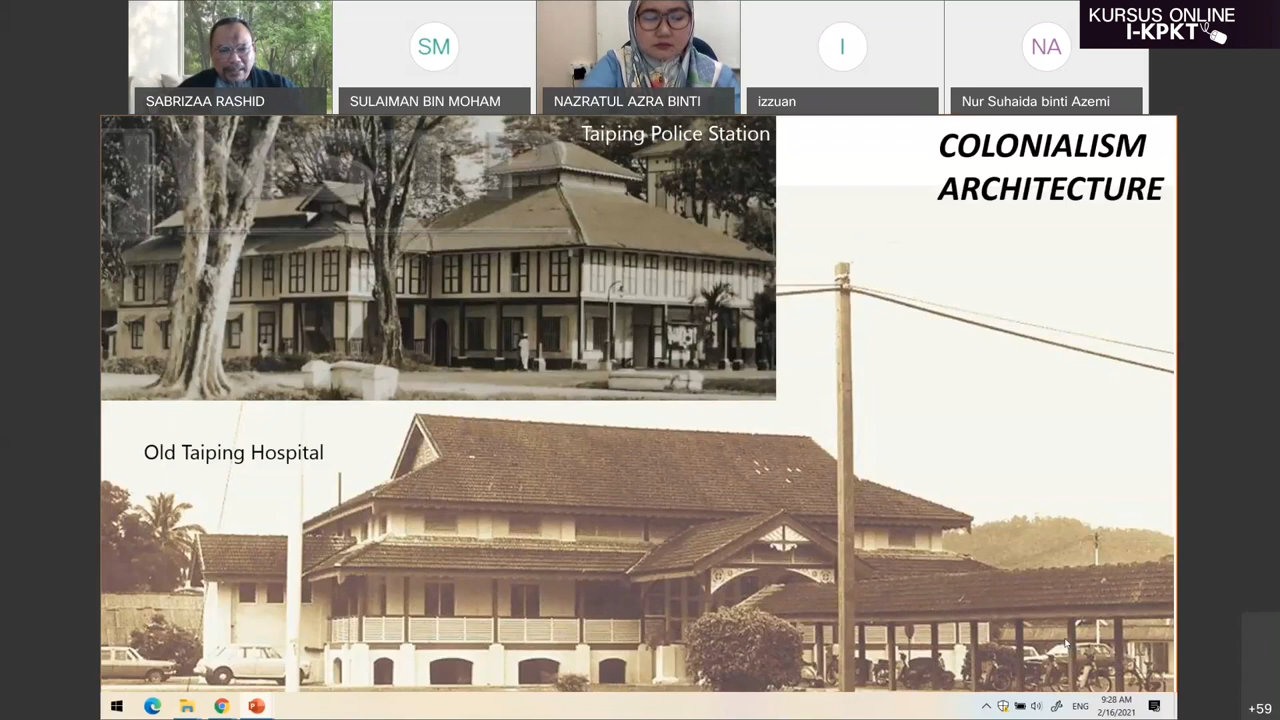 KURSUS ONLINE
I-KPKT
SM
I
NA
SABRIZAA RASHID
SULAIMAN BIN MOHAM
NAZRATUL AZRA BINTI
izzuan
Nur Suhaida binti Azemi
Taiping Police Station
COLONIALISM
ARCHITECTURE
Old Taiping Hospital
ENG
9:28 AM
2/16/2021
+59